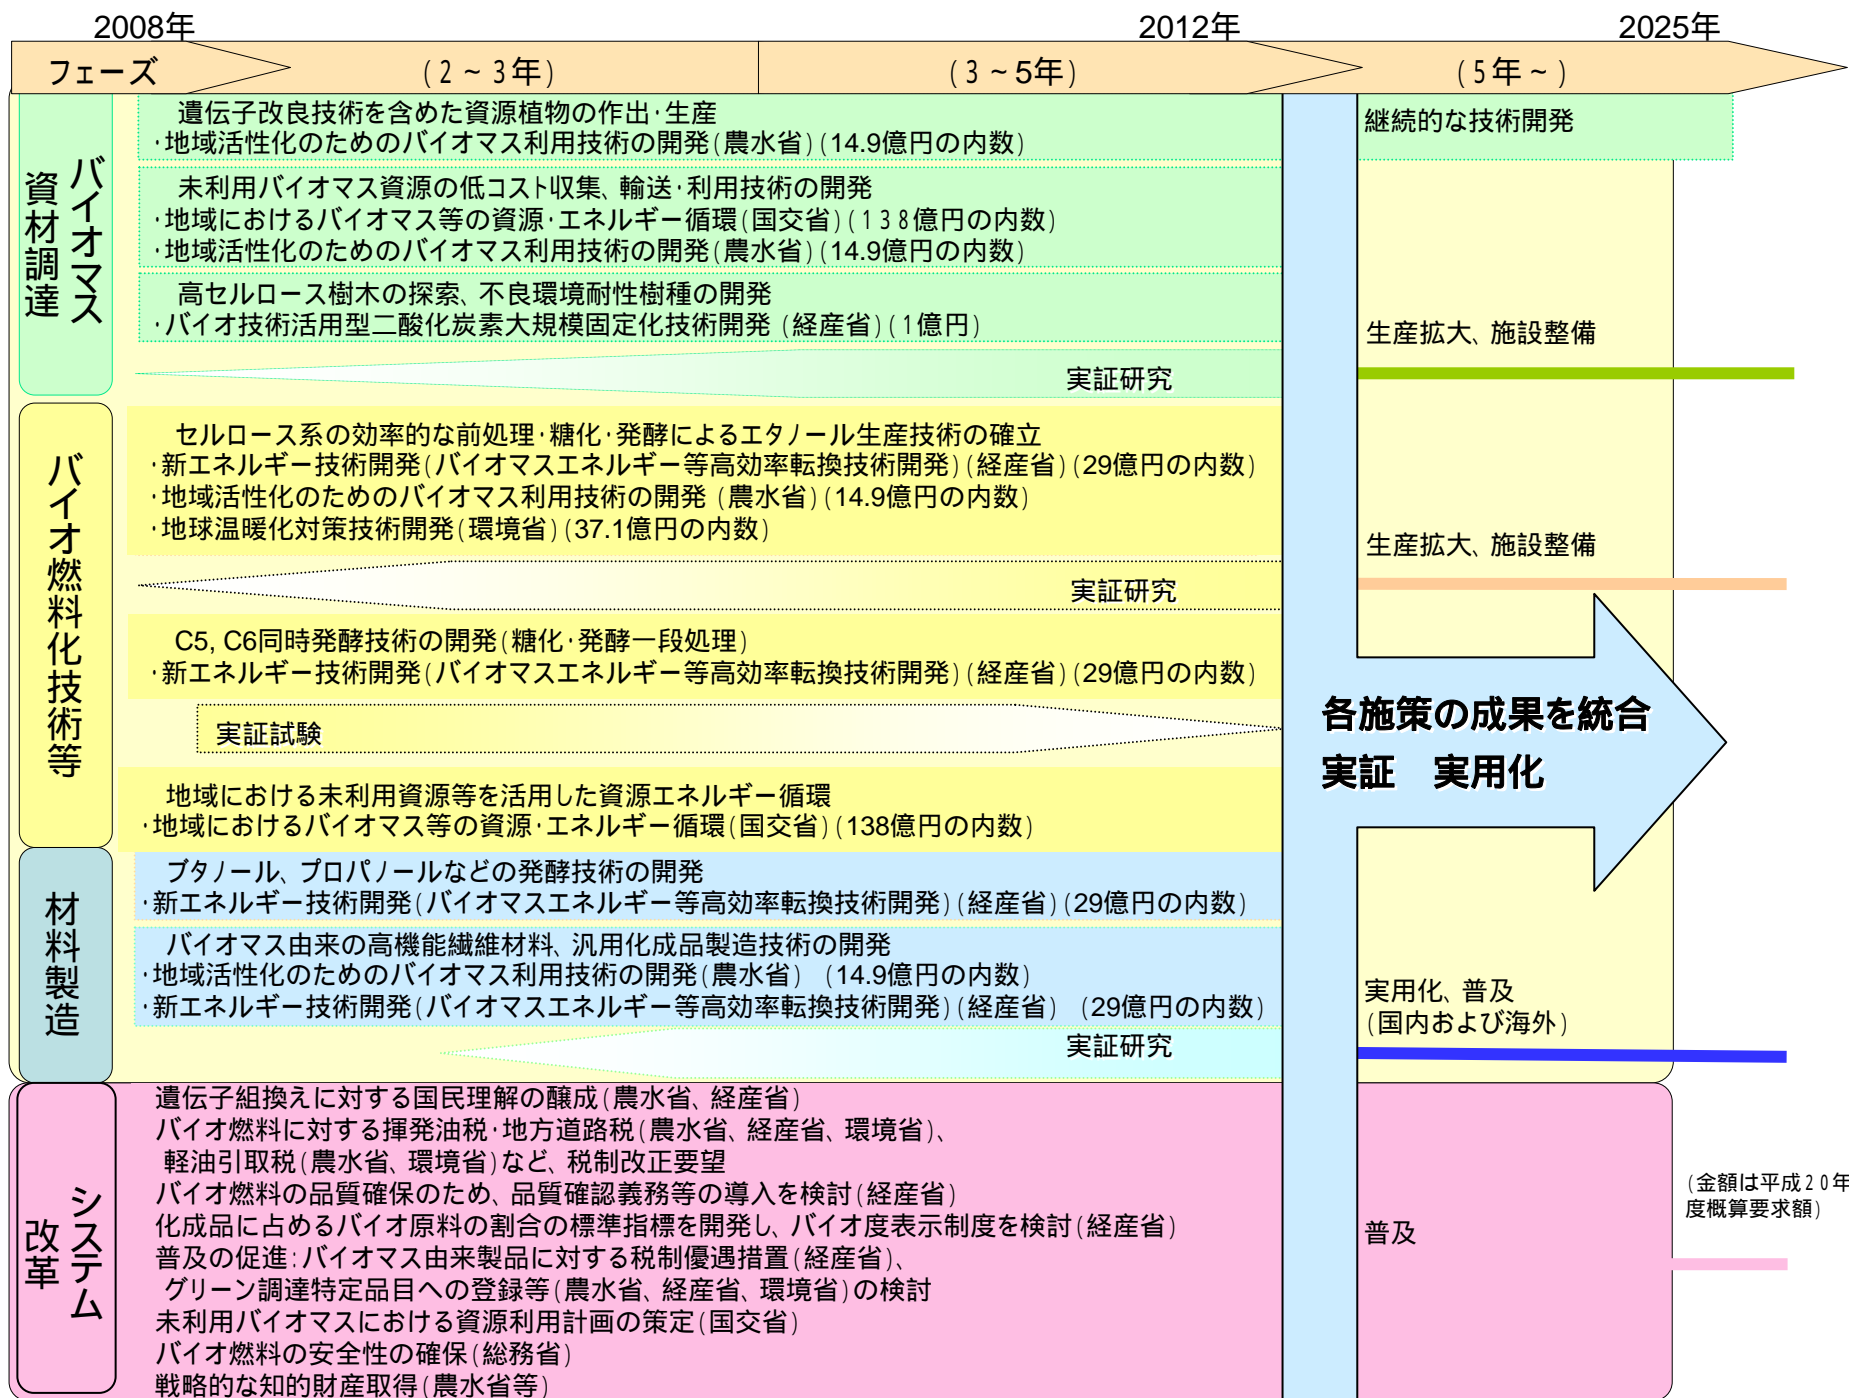 2008年
2012年
2025年
フェーズ
(2~3年)
(3~5年)
(5年~)
バイオマス
資材調達
遺伝子改良技術を含めた資源植物の作出･生産
･地域活性化のためのバイオマス利用技術の開発(農水省)(14.9億円の内数)
継続的な技術開発
未利用バイオマス資源の低コスト収集、輸送･利用技術の開発
･地域におけるバイオマス等の資源･エネルギー循環(国交省)(138億円の内数)
･地域活性化のためのバイオマス利用技術の開発(農水省)(14.9億円の内数)
高セルロース樹木の探索、不良環境耐性樹種の開発
･バイオ技術活用型二酸化炭素大規模固定化技術開発 (経産省)(1億円)
生産拡大、施設整備
実証研究
バイオ燃料化技術等
セルロース系の効率的な前処理･糖化･発酵によるエタノール生産技術の確立
･新エネルギー技術開発(バイオマスエネルギー等高効率転換技術開発)(経産省)(29億円の内数)
･地域活性化のためのバイオマス利用技術の開発 (農水省)(14.9億円の内数)
･地球温暖化対策技術開発(環境省)(37.1億円の内数)
生産拡大、施設整備
実証研究
C5, C6同時発酵技術の開発(糖化･発酵一段処理)
･新エネルギー技術開発(バイオマスエネルギー等高効率転換技術開発)(経産省)(29億円の内数)
実証試験
各施策の成果を統合
実証 実用化
地域における未利用資源等を活用した資源エネルギー循環
･地域におけるバイオマス等の資源･エネルギー循環(国交省)(138億円の内数)
材料製造
ブタノール、プロパノールなどの発酵技術の開発
･新エネルギー技術開発(バイオマスエネルギー等高効率転換技術開発)(経産省)(29億円の内数)
バイオマス由来の高機能繊維材料、汎用化成品製造技術の開発
･地域活性化のためのバイオマス利用技術の開発(農水省) (14.9億円の内数)
･新エネルギー技術開発(バイオマスエネルギー等高効率転換技術開発)(経産省) (29億円の内数)
実用化、普及
(国内および海外)
実証研究
システム
改革
遺伝子組換えに対する国民理解の醸成(農水省、経産省)
バイオ燃料に対する揮発油税･地方道路税(農水省、経産省、環境省)、
軽油引取税(農水省、環境省)など、税制改正要望
バイオ燃料の品質確保のため、品質確認義務等の導入を検討(経産省)
化成品に占めるバイオ原料の割合の標準指標を開発し、バイオ度表示制度を検討(経産省)
普及の促進:バイオマス由来製品に対する税制優遇措置(経産省)、
グリーン調達特定品目への登録等(農水省、経産省、環境省)の検討
未利用バイオマスにおける資源利用計画の策定(国交省)
バイオ燃料の安全性の確保(総務省)
戦略的な知的財産取得(農水省等)
普及
(金額は平成20年
度概算要求額)